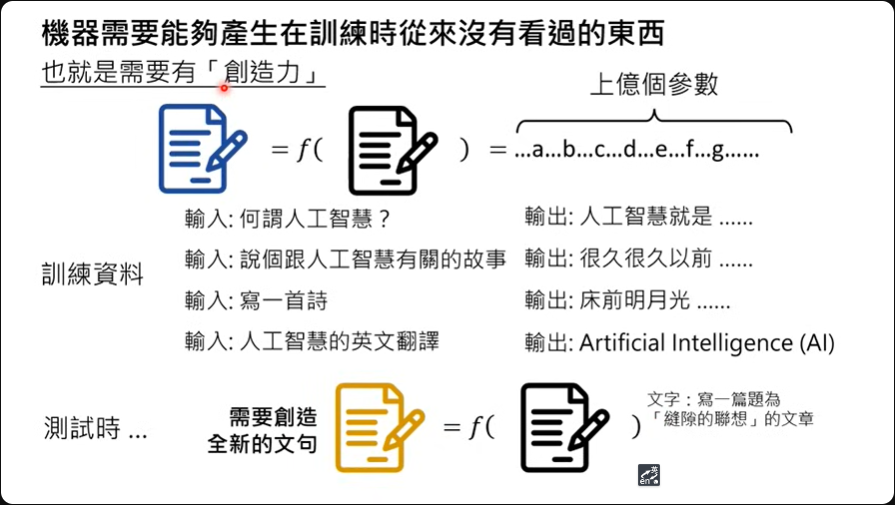 機器需要能夠產生在訓練時從來沒有看過的東西
也就是需要有「創造力」
上億個參數
= f( ) = ...a...b...c...d...e...f...g......
訓練資料
輸入: 何謂人工智慧？
輸出: 人工智慧就是 ......
輸入: 說個跟人工智慧有關的故事
輸出: 很久很久以前 ......
輸入: 寫一首詩
輸出: 床前明月光 ......
輸入: 人工智慧的英文翻譯
輸出: Artificial Intelligence (AI)
測試時 ...
需要創造
全新的文句
= f( )
文字：寫一篇題為
「縫隙的聯想」的文章
英
en